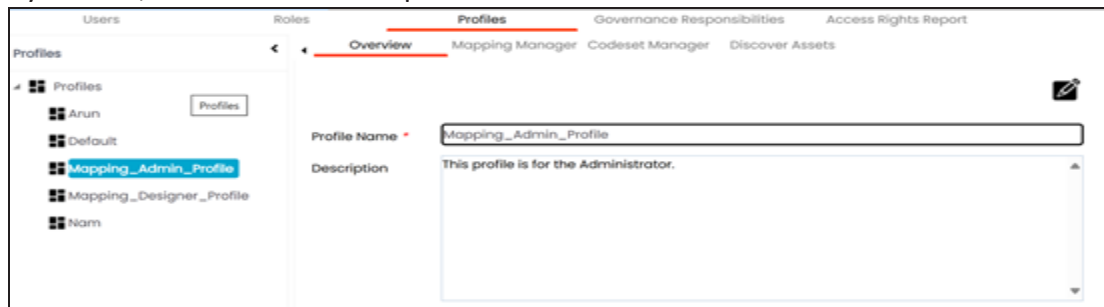 Users Roles Profiles Governance Responsibilities Access Rights Report
Profiles Overview Mapping Manager Codeset Manager Discover Assets
Profiles
Profiles
Arun
Default
Mapping_Admin_Profile
Mapping_Designer_Profile
Nam
Profile Name * Mapping_Admin_Profile
Description This profile is for the Administrator.